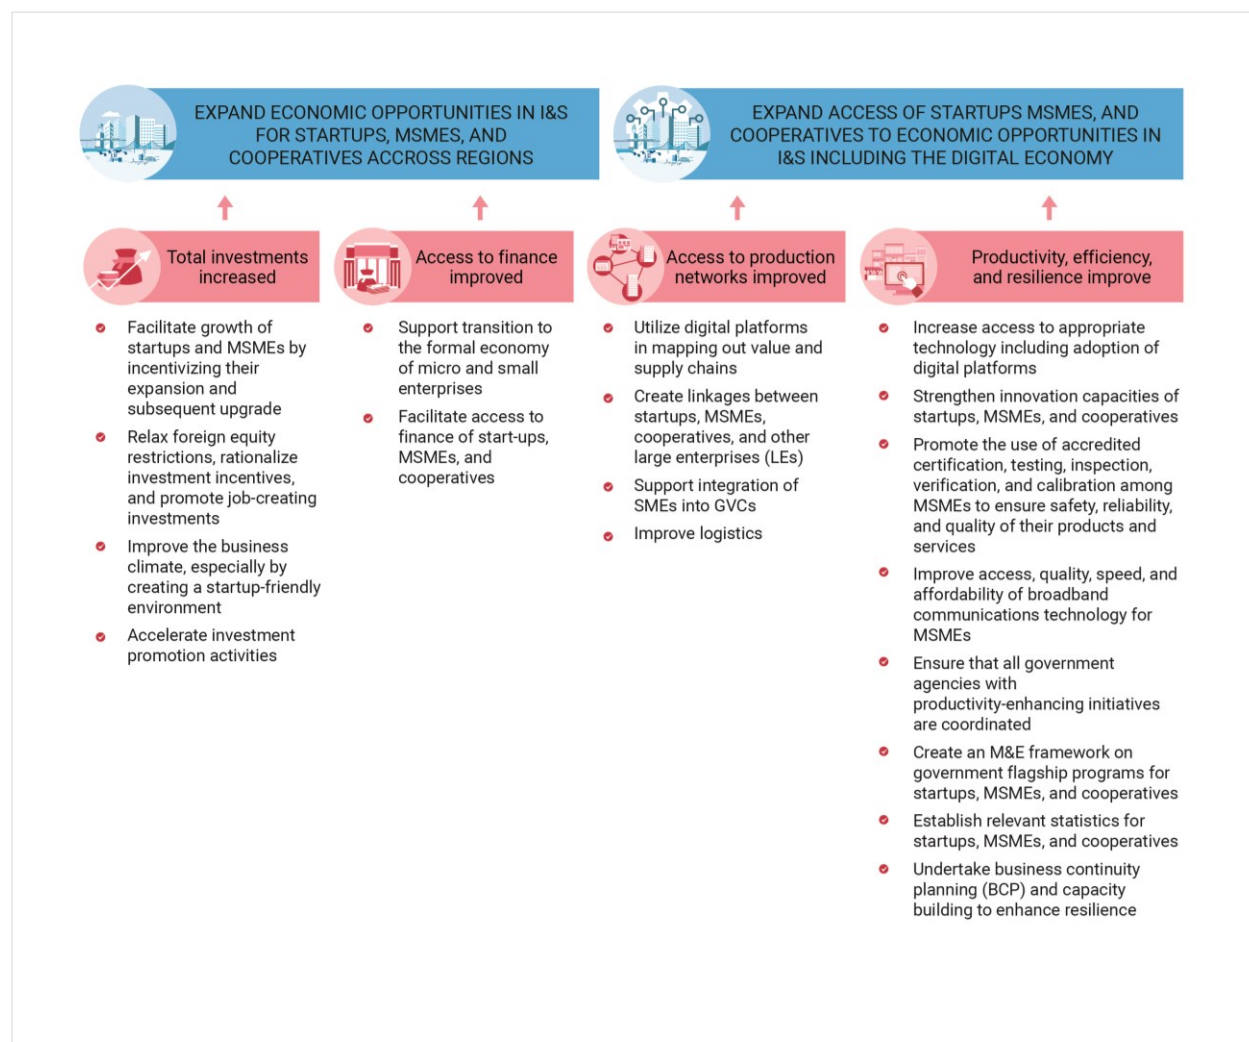 EXPAND ECONOMIC OPPORTUNITIES IN I&S
FOR STARTUPS, MSMES, AND
COOPERATIVES ACCROSS REGIONS
EXPAND ACCESS OF STARTUPS MSMES, AND
COOPERATIVES TO ECONOMIC OPPORTUNITIES IN
I&S INCLUDING THE DIGITAL ECONOMY
Total investments
increased
Facilitate growth of
startups and MSMEs by
incentivizing their
expansion and
subsequent upgrade
Relax foreign equity
restrictions, rationalize
investment incentives,
and promote job-creating
investments
Improve the business
climate, especially by
creating a startup-friendly
environment
Accelerate investment
promotion activities
Access to finance
improved
Support transition to
the formal economy
of micro and small
enterprises
Facilitate access to
finance of start-ups,
MSMEs, and
cooperatives
Access to production
networks improved
Utilize digital platforms
in mapping out value and
supply chains
Create linkages between
startups, MSMEs,
cooperatives, and other
large enterprises (LEs)
Support integration of
SMEs into GVCs
Improve logistics
Productivity, efficiency,
and resilience improve
Increase access to appropriate
technology including adoption of
digital platforms
Strengthen innovation capacities of
startups, MSMEs, and cooperatives
Promote the use of accredited
certification, testing, inspection,
verification, and calibration among
MSMEs to ensure safety, reliability,
and quality of their products and
services
Improve access, quality, speed, and
affordability of broadband
communications technology for
MSMEs
Ensure that all government
agencies with
productivity-enhancing initiatives
are coordinated
Create an M&E framework on
government flagship programs for
startups, MSMEs, and cooperatives
Establish relevant statistics for
startups, MSMEs, and cooperatives
Undertake business continuity
planning (BCP) and capacity
building to enhance resilience